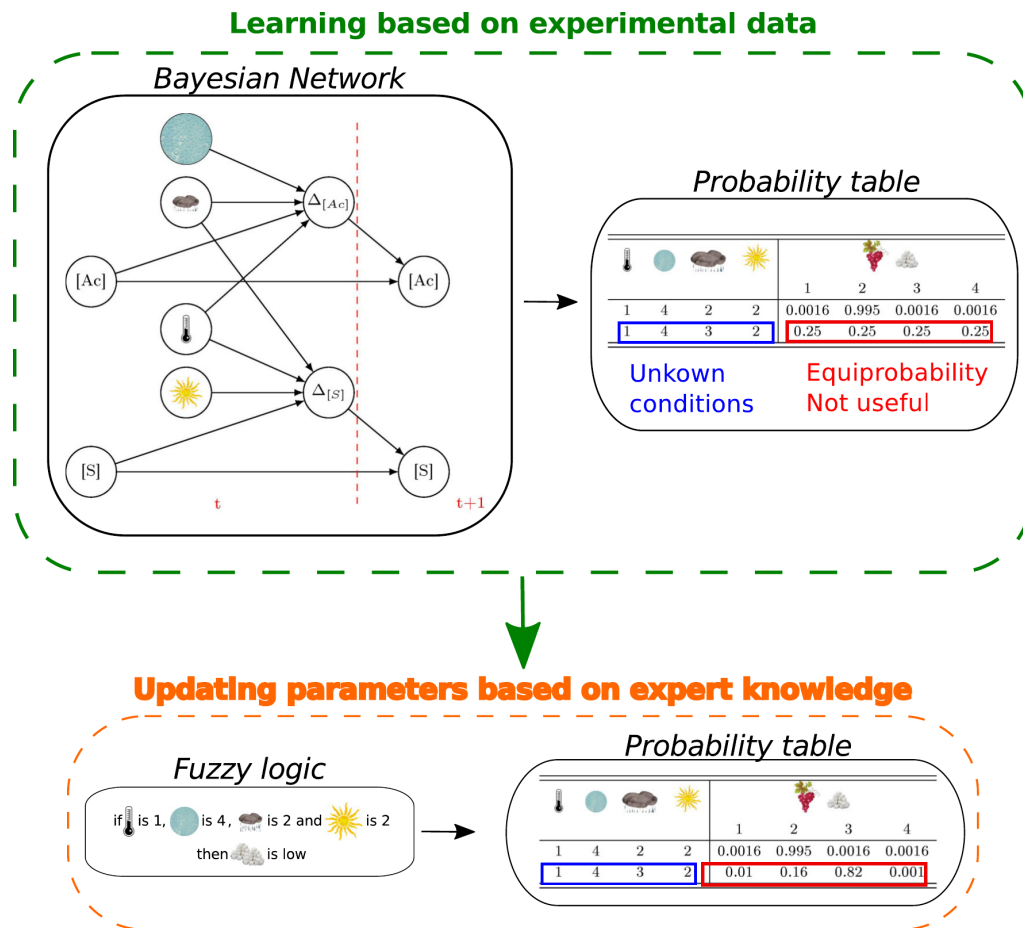 Learning based on experimental data
Bayesian Network
Δ[Ac]
[Ac]
[Ac]
Δ[S]
[S]
[S]
t
t+1
Probability table
1 2 3 4
1 4 2 2 0.0016 0.995 0.0016 0.0016
1 4 3 2 0.25 0.25 0.25 0.25
Unkown
conditions
Equiprobability
Not useful
Updating parameters based on expert knowledge
Fuzzy logic
if is 1, is 4, is 2 and is 2
then is low
Probability table
1 2 3 4
1 4 2 2 0.0016 0.995 0.0016 0.0016
1 4 3 2 0.01 0.16 0.82 0.001